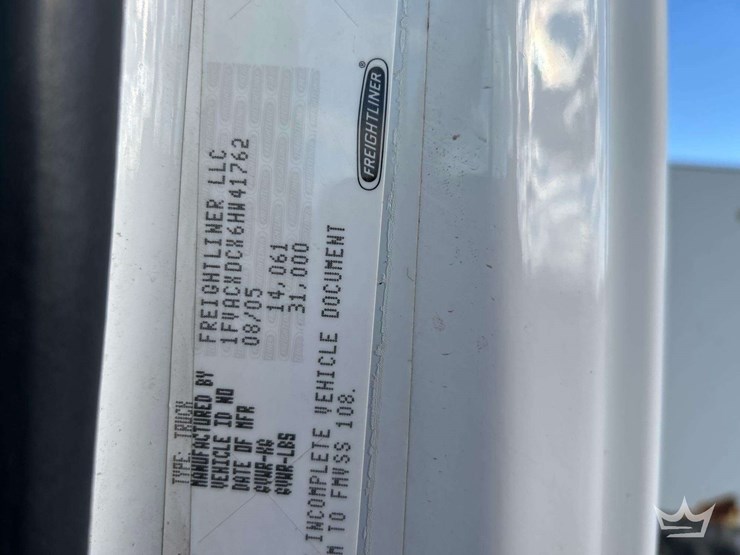 TYPE: TRUCK
MANUFACTURED BY FREIGHTLINER LLC
VEHICLE ID NO 1FVACXDCX6HW41762
DATE OF MFR 08/05
GVWR-KG 14,061
GVWR-LBS 31,000
INCOMPLETE VEHICLE DOCUMENT
TO FMVSS 108.
FREIGHTLINER ®